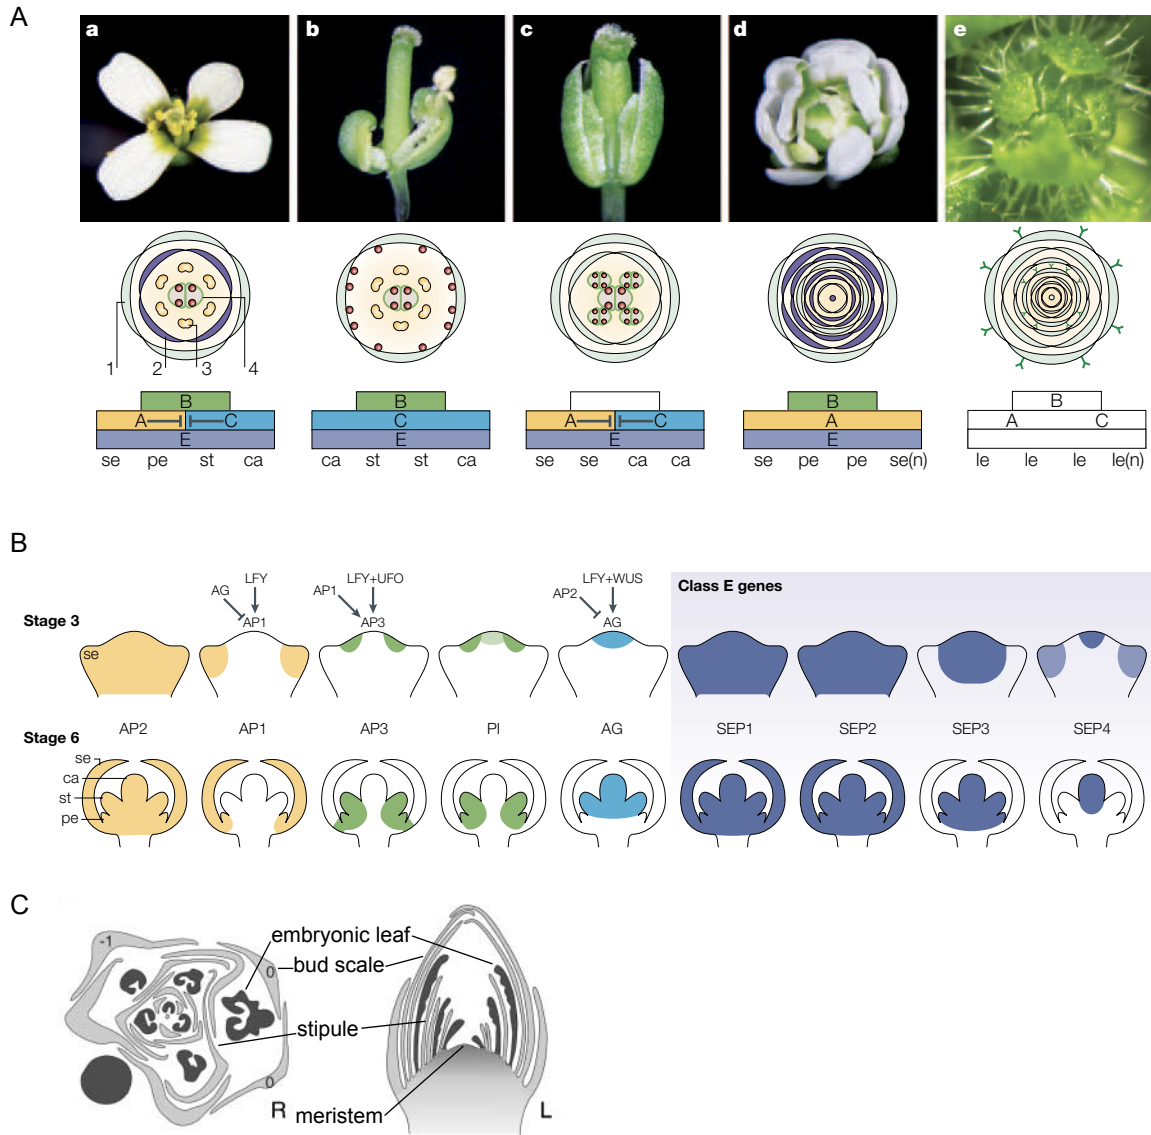 A
a b c d e
1 2 3 4
B B B B B
A C C A C A A C
E E E E
se pe st ca ca st st ca se se ca ca se pe pe se(n) le le le le(n)
B
LFY LFY+UFO LFY+WUS Class E genes
AG AP1 AP2
Stage 3 AP1 AP3 AG
se
Stage 6 AP2 AP1 AP3 PI AG SEP1 SEP2 SEP3 SEP4
se
ca
st
pe
C
-1 embryonic leaf
0 bud scale
stipule
0 R meristem L